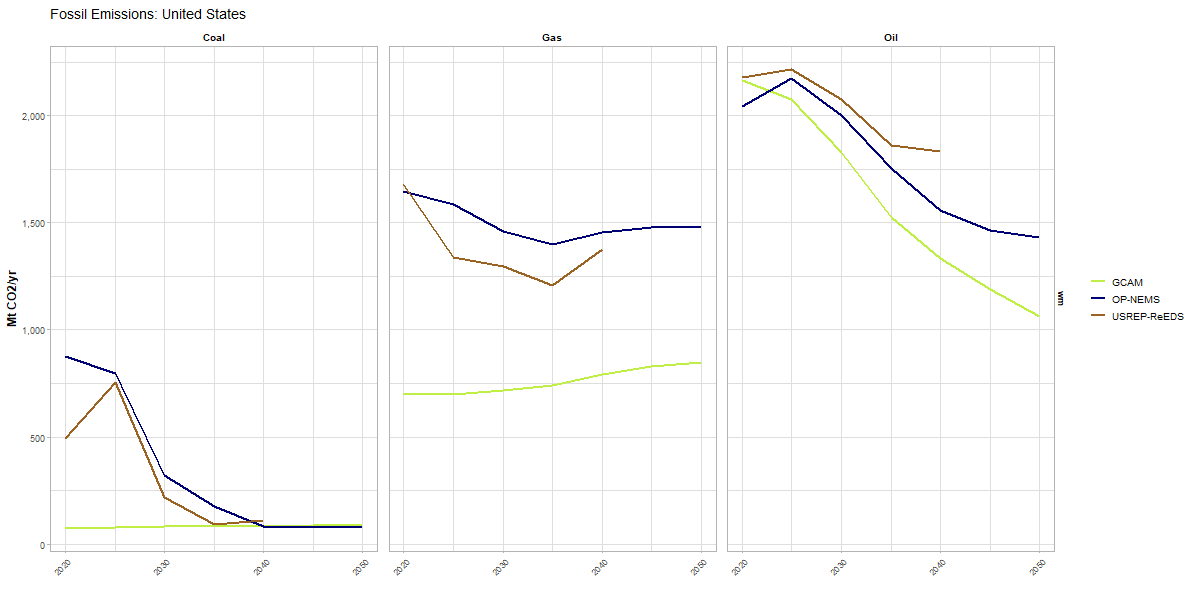 Fossil Emissions: United States
Coal
Gas
Oil
Mt CO2/yr
2,000
1,500
1,000
500
0
2020
2030
2040
2050
2020
2030
2040
2050
2020
2030
2040
2050
wm
GCAM
OP-NEMS
USREP-ReEDS